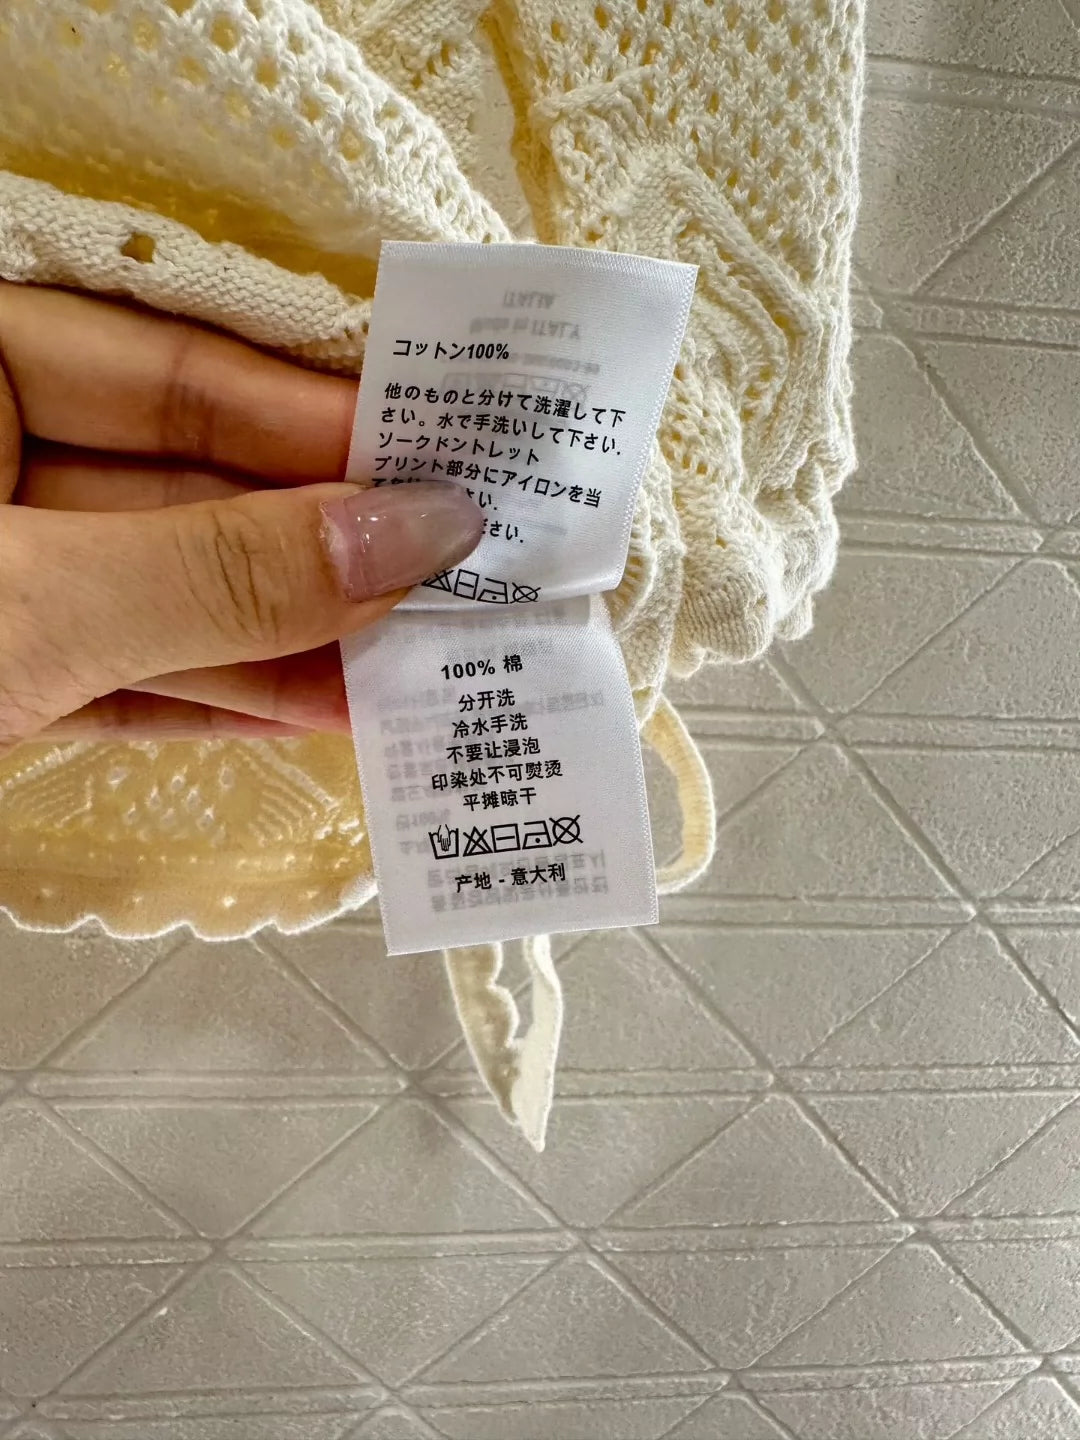 コットン100%
他のものと分けて洗濯して下
さい。水で手洗いして下さい.
ソークドントレット
プリント部分にアイロンを当
さい.
ださい.
100% 棉
分开洗
冷水手洗
不要让浸泡
印染处不可熨烫
平摊晾干
产地 - 意大利